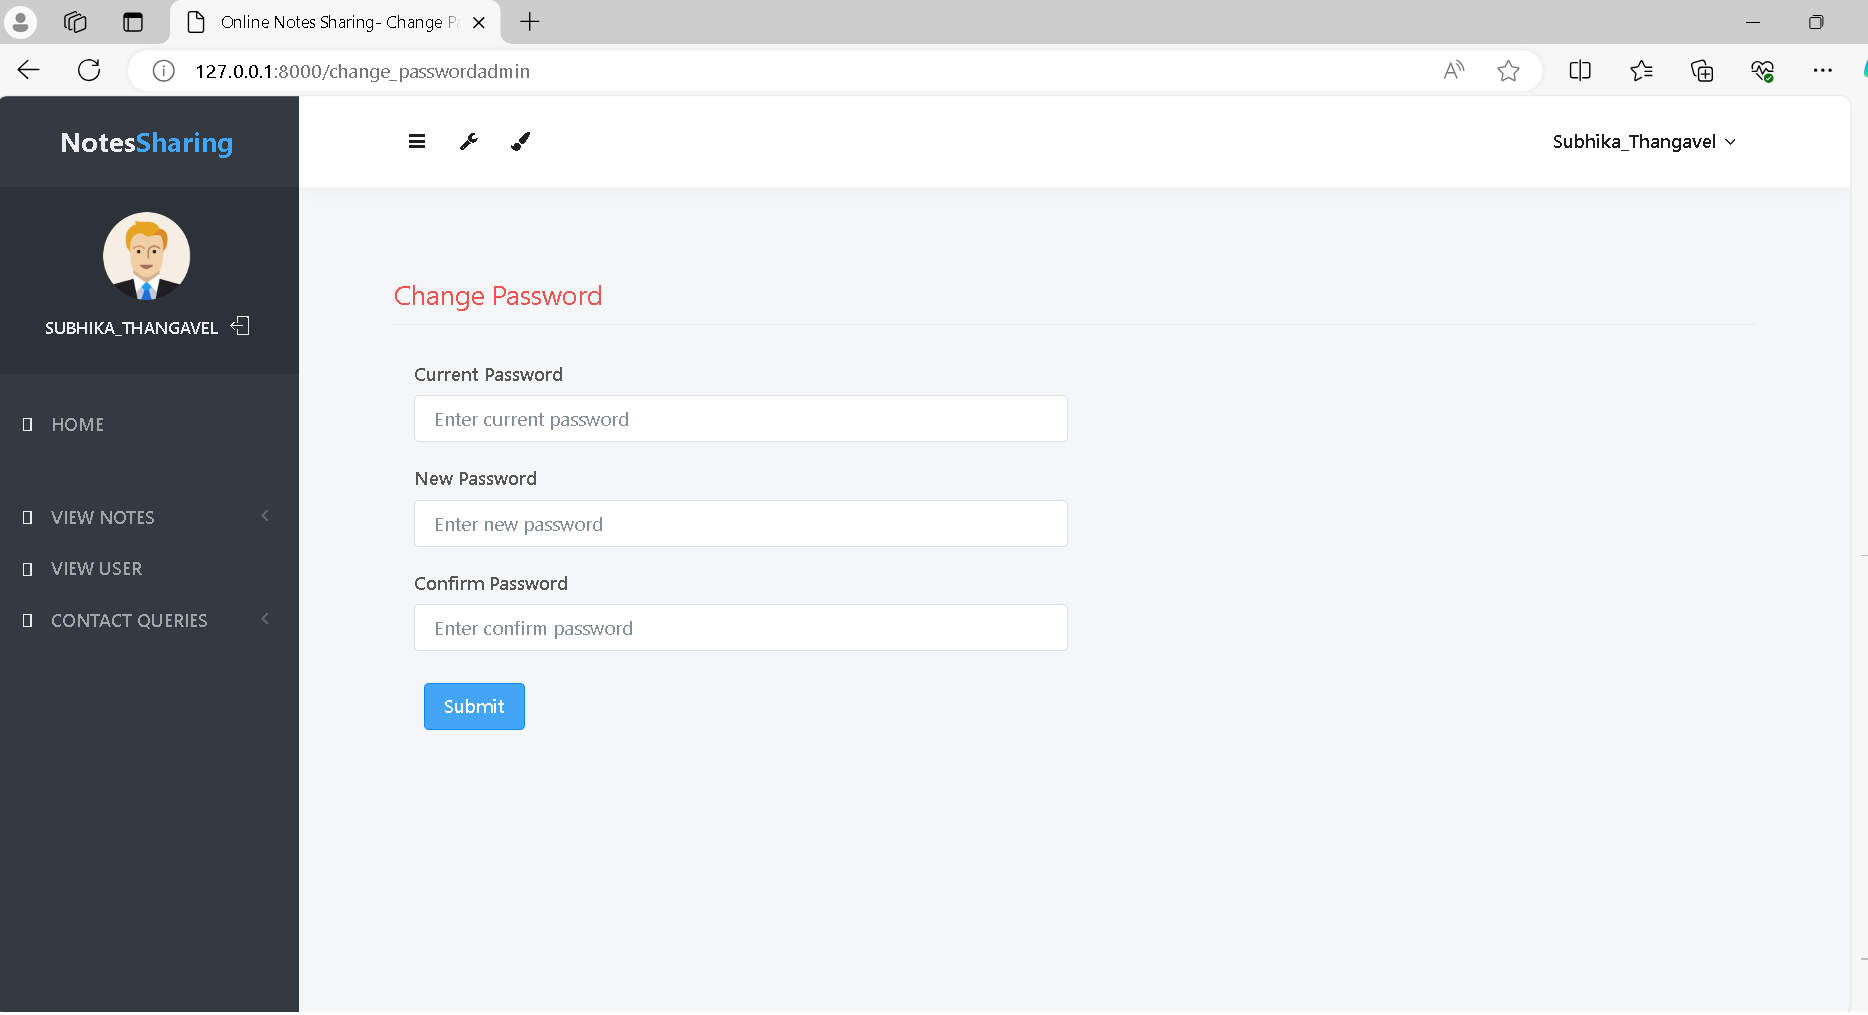 Online Notes Sharing- Change Pa
127.0.0.1:8000/change_passwordadmin
NotesSharing
Subhika_Thangavel
SUBHIKA_THANGAVEL
HOME
VIEW NOTES
VIEW USER
CONTACT QUERIES
Change Password
Current Password
Enter current password
New Password
Enter new password
Confirm Password
Enter confirm password
Submit